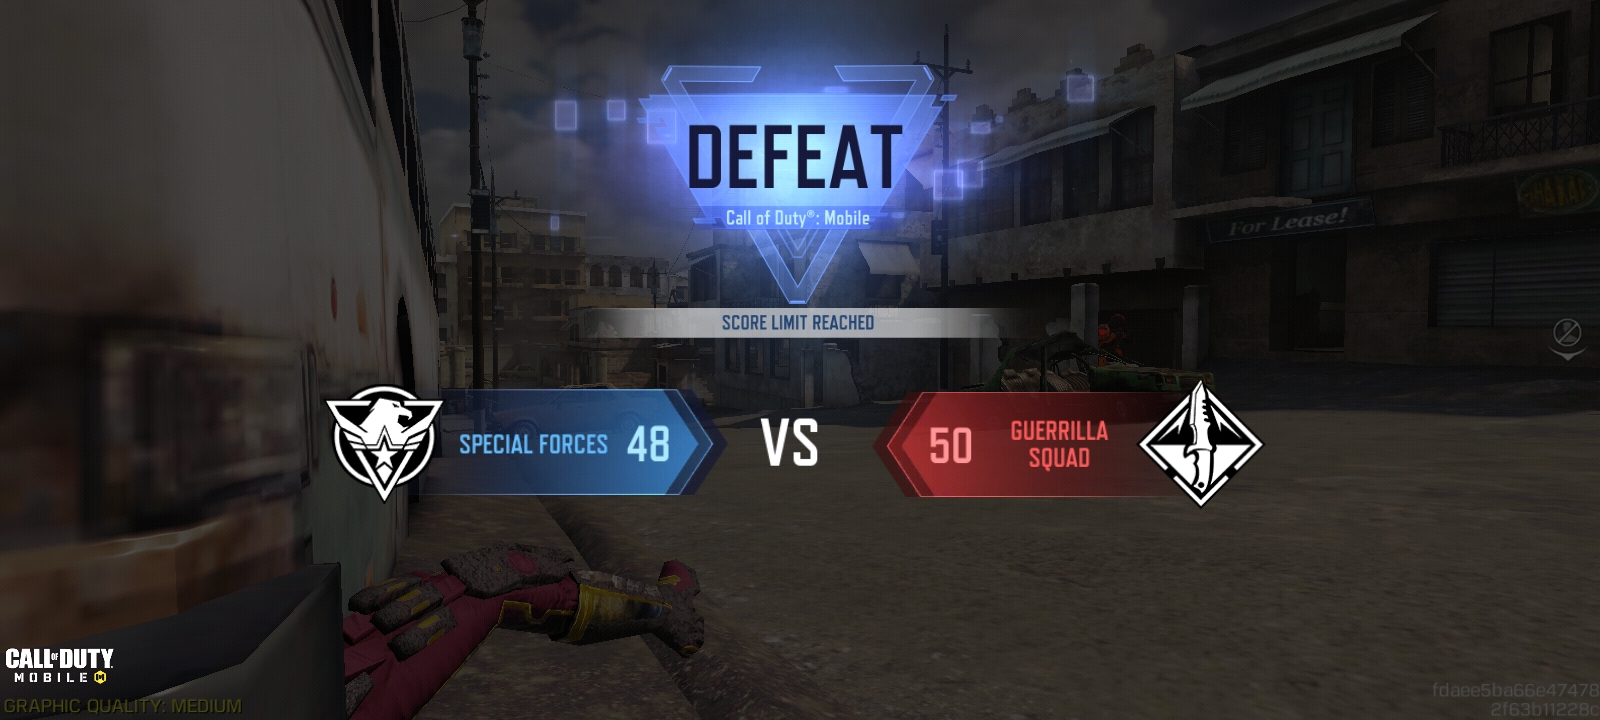 DEFEAT
Call of Duty®: Mobile
For Lease!
SCORE LIMIT REACHED
SPECIAL FORCES 48
VS
50
GUERRILLA
SQUAD
CALL OF DUTY
MOBILE
GRAPHIC QUALITY: MEDIUM
fdaee5ba66e47478
2f63b11228c